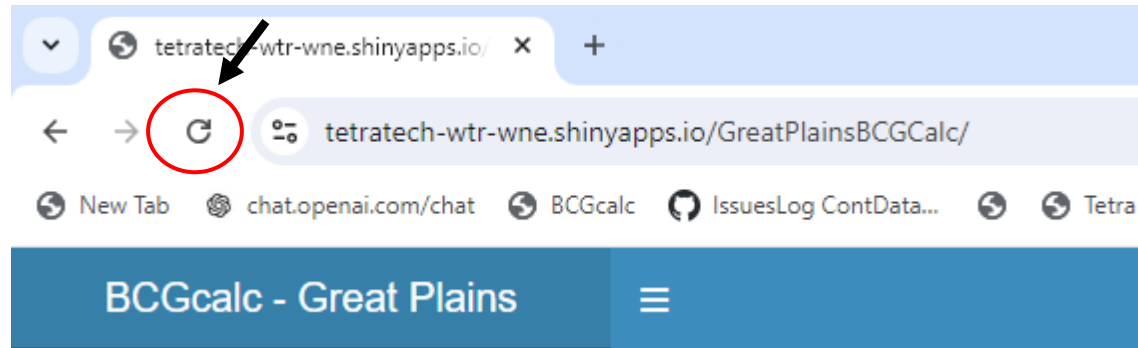 tetratech-wtr-wne.shinyapps.io/
tetratech-wtr-wne.shinyapps.io/GreatPlainsBCGCalc/
New Tab chat.openai.com/chat BCGcalc IssuesLog ContData... Tetra
BCGcalc - Great Plains